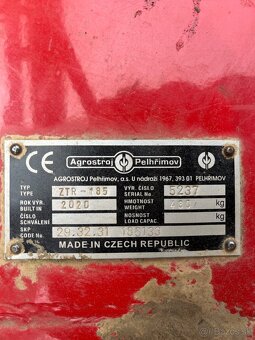 CE Agrostroj Pelhřimov
AGROSTROJ Pelhřimov, a.s. U nádraží 1967, 393 01 PELHŘIMOV
TYP ZTR - 185 VÝR. ČÍSLO 5237
TYPE SERIAL No.
ROK VÝR. 2020 HMOTNOST kg
BUILT IN WEIGHT
ČÍSLO NOSNOST kg
SCHVÁLENÍ LOAD CAPAC.
SKP 29.32.31
CODE No.
MADE IN CZECH REPUBLIC